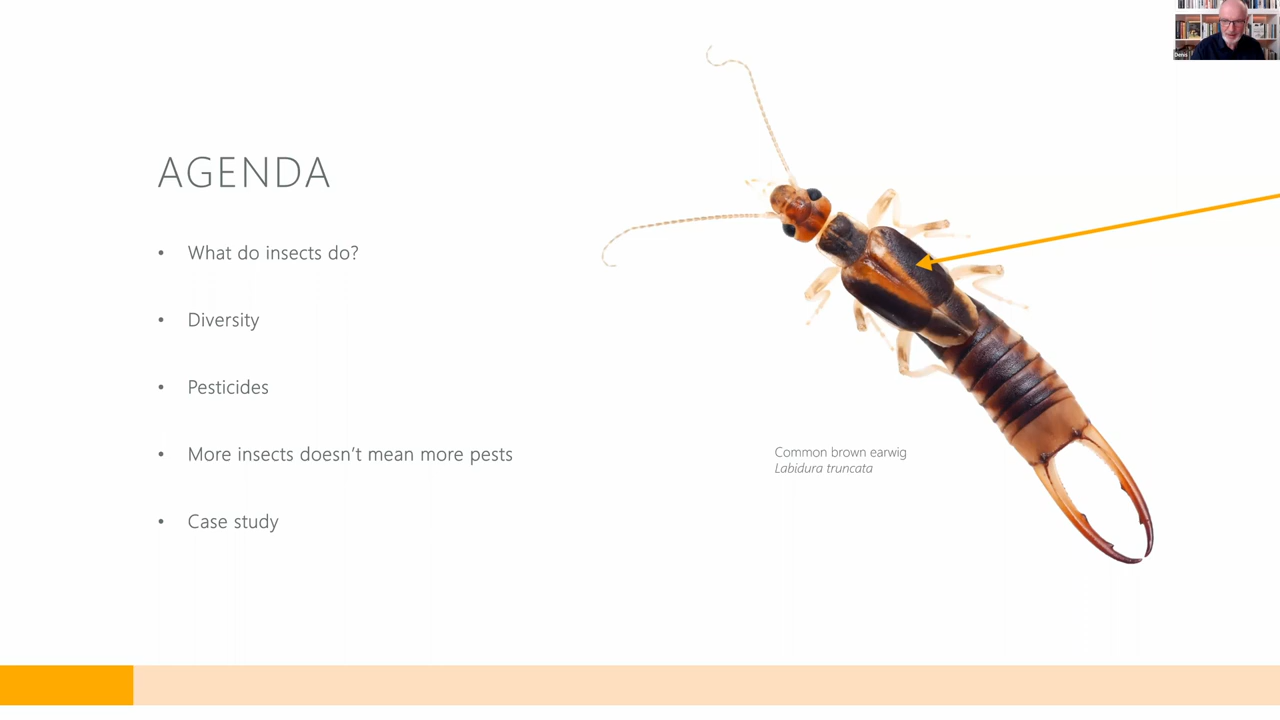 AGENDA
• What do insects do?
• Diversity
• Pesticides
• More insects doesn’t mean more pests
• Case study
Common brown earwig
Labidura truncata
Denis